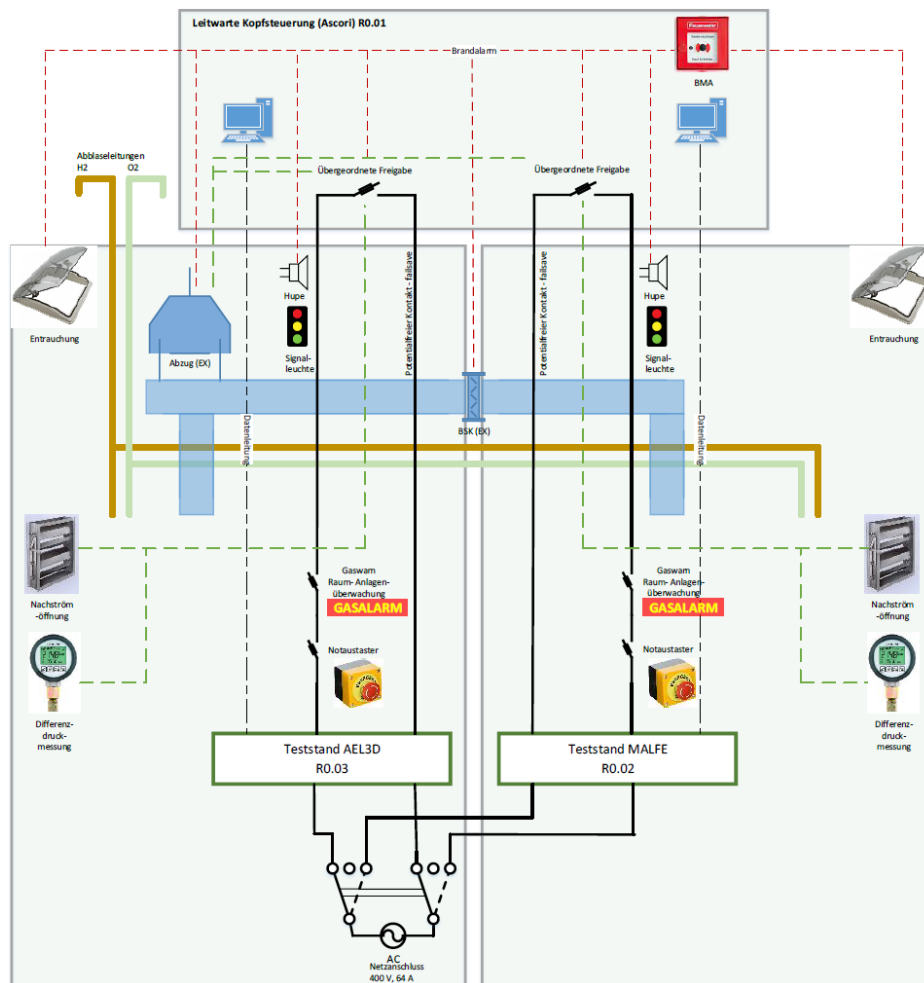 Leitwarte Kopfsteuerung (Ascori) R0.01
Brandalarm
Feuerwehr
BMA
Abblaseleitungen
H2
O2
Übergeordnete Freigabe
Übergeordnete Freigabe
Potentialfreier Kontakt - failsave
Potentialfreier Kontakt - failsave
Hupe
Hupe
Entrauchung
Entrauchung
Abzug (EX)
Signal-
leuchte
Signal-
leuchte
BSK (EX)
Datenleitung
Datenleitung
Gaswarn
Raum- Anlagen-
überwachung
GASALARM
Gaswarn
Raum- Anlagen-
überwachung
GASALARM
Nachström
-öffnung
Nachström
-öffnung
Notaustaster
Notaustaster
Differenz-
druck-
messung
Differenz-
druck-
messung
Teststand AEL3D
R0.03
Teststand MALFE
R0.02
AC
Netzanschluss
400 V, 64 A